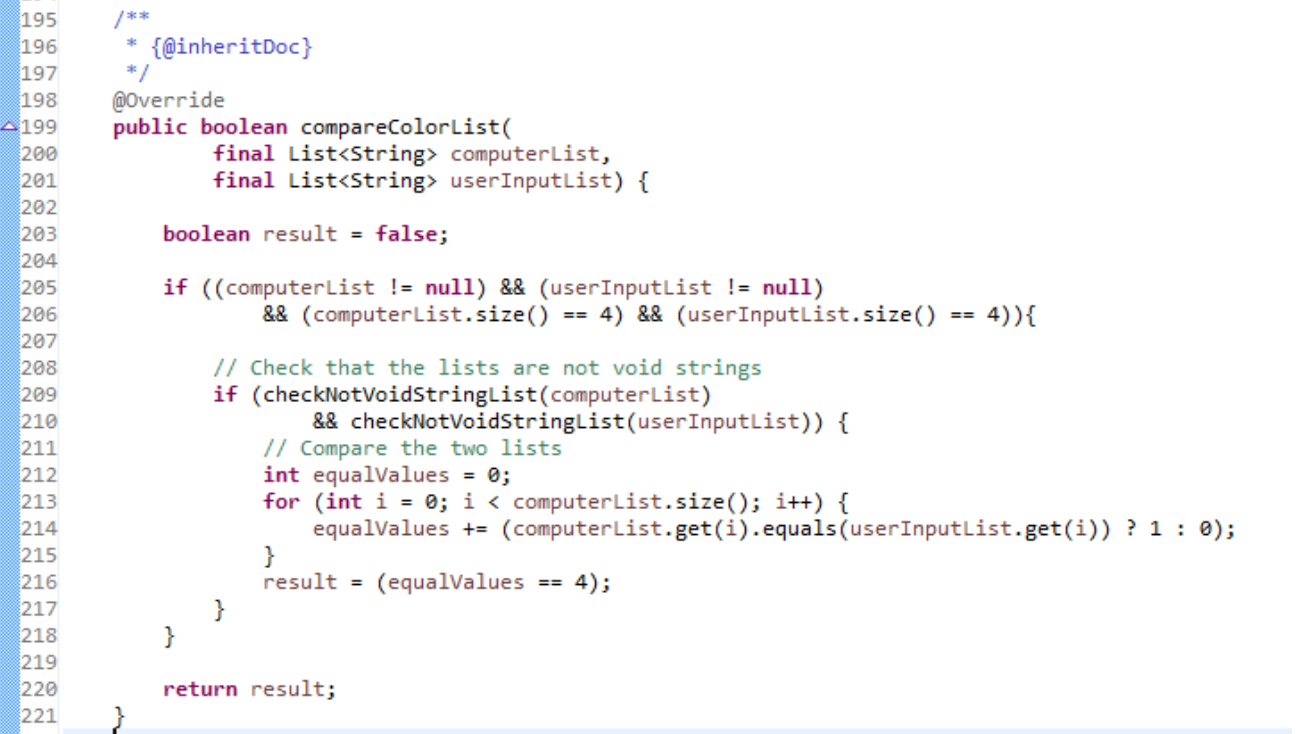 195 /**
196 * {@inheritDoc}
197 */
198 @Override
199 public boolean compareColorList(
200 final List<String> computerList,
201 final List<String> userInputList) {
202
203 boolean result = false;
204
205 if ((computerList != null) && (userInputList != null)
206 && (computerList.size() == 4) && (userInputList.size() == 4)){
207
208 // Check that the lists are not void strings
209 if (checkNotVoidStringList(computerList)
210 && checkNotVoidStringList(userInputList)) {
211 // Compare the two lists
212 int equalValues = 0;
213 for (int i = 0; i < computerList.size(); i++) {
214 equalValues += (computerList.get(i).equals(userInputList.get(i)) ? 1 : 0);
215 }
216 result = (equalValues == 4);
217 }
218 }
219
220 return result;
221 }